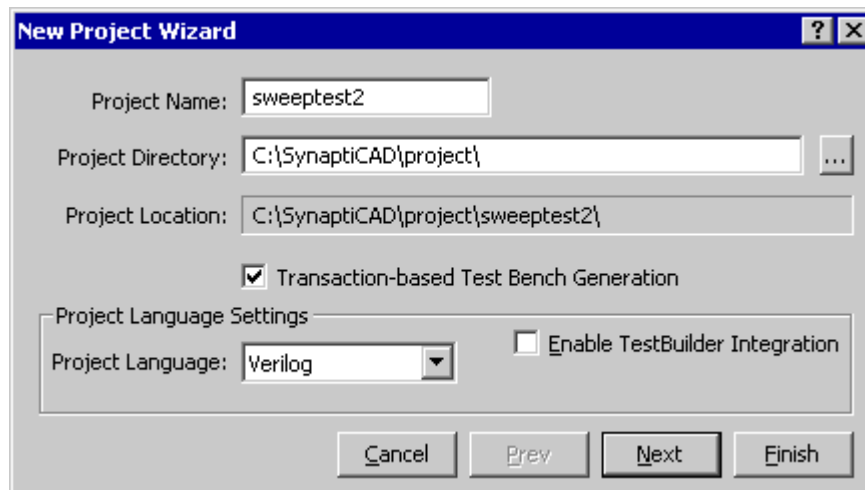 New Project Wizard
Project Name: sweeptest2
Project Directory: C:\SynaptiCAD\project\ ...
Project Location: C:\SynaptiCAD\project\sweeptest2\
Transaction-based Test Bench Generation
Project Language Settings
Project Language: Verilog Enable TestBuilder Integration
Cancel Prev Next Finish